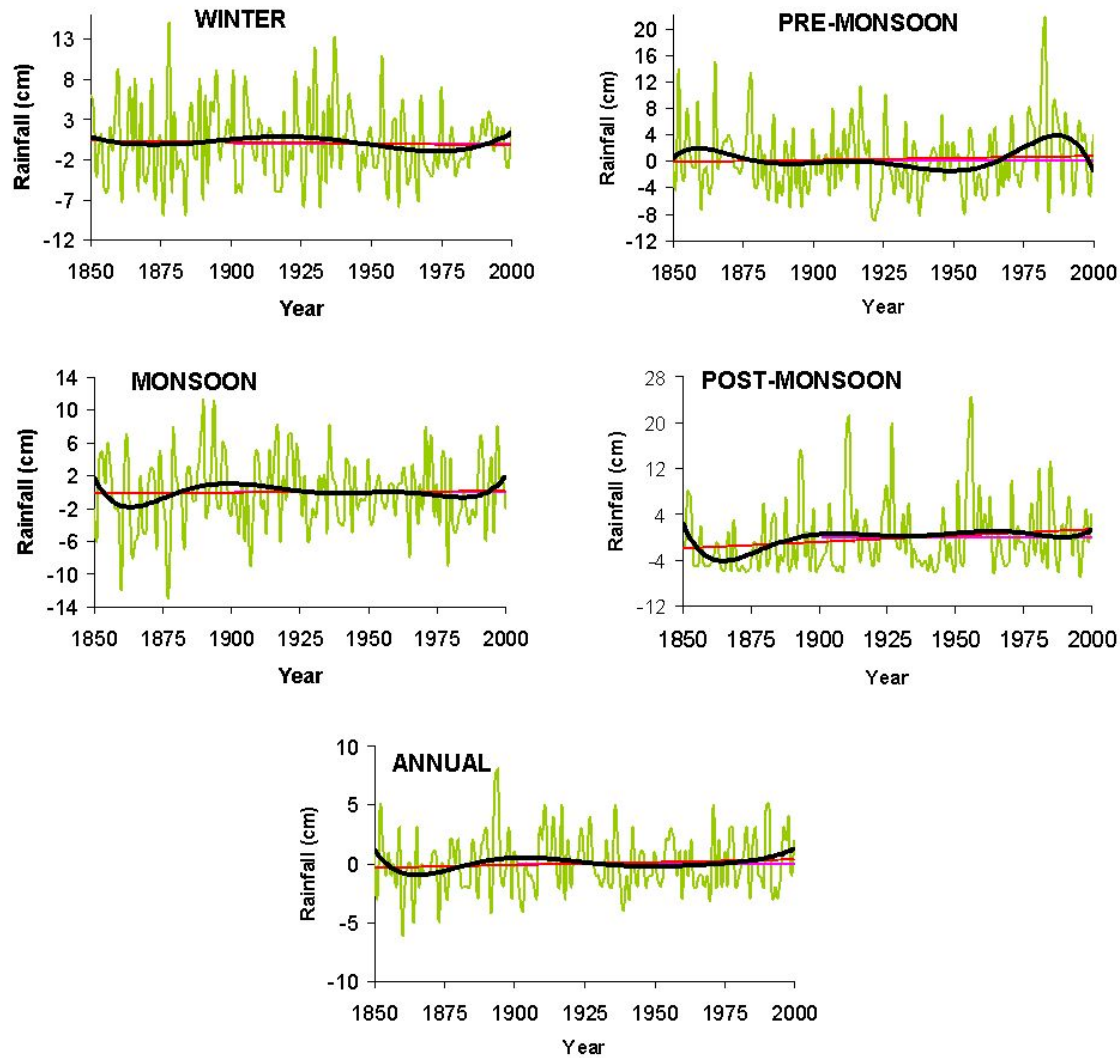 WINTER
13
8
3
-2
-7
-12
Rainfall (cm)
1850 1875 1900 1925 1950 1975 2000
Year
PRE-MONSOON
20
16
12
8
4
0
-4
-8
-12
Rainfall (cm)
1850 1875 1900 1925 1950 1975 2000
Year
MONSOON
14
10
6
2
-2
-6
-10
-14
Rainfall (cm)
1850 1875 1900 1925 1950 1975 2000
Year
POST-MONSOON
28
20
12
4
-4
-12
Rainfall (cm)
1850 1875 1900 1925 1950 1975 2000
Year
ANNUAL
10
5
0
-5
-10
Rainfall (cm)
1850 1875 1900 1925 1950 1975 2000
Year